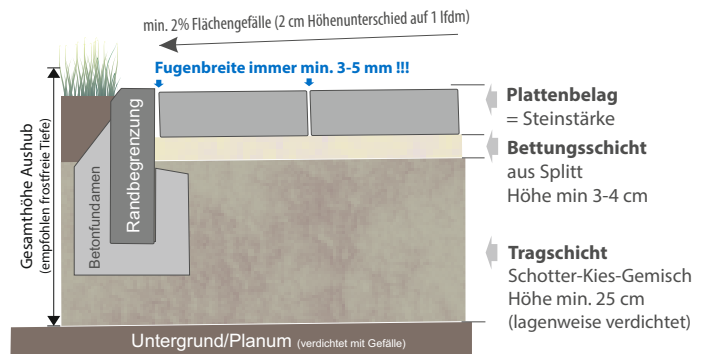 min. 2% Flächengefälle (2 cm Höhenunterschied auf 1 lfdm)
Fugenbreite immer min. 3-5 mm !!!
Gesamthöhe Aushub
(empfohlen frostfreie Tiefe)
Betonfundamen
Randbegrenzung
Plattenbelag
= Steinstärke
Bettungsschicht
aus Splitt
Höhe min 3-4 cm
Tragschicht
Schotter-Kies-Gemisch
Höhe min. 25 cm
(lagenweise verdichtet)
Untergrund/Planum (verdichtet mit Gefälle)